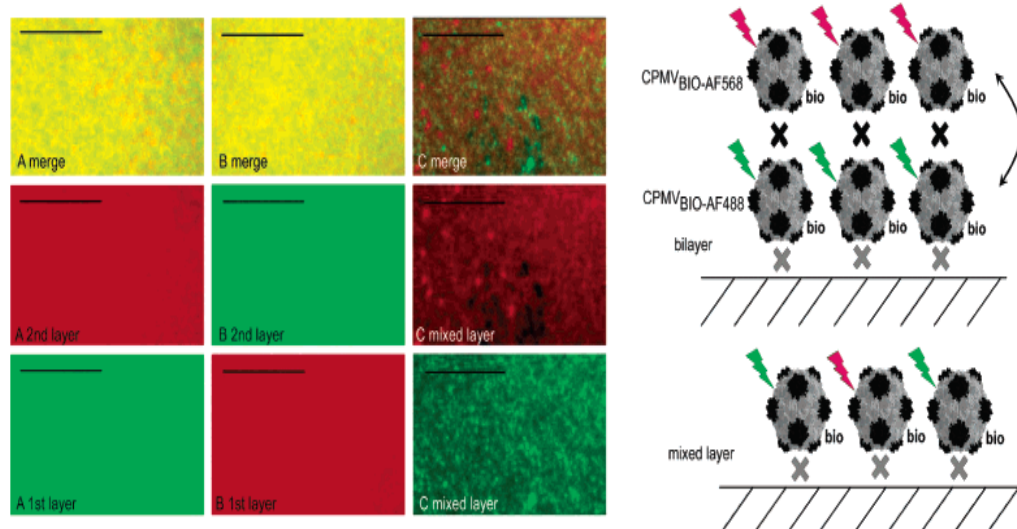 A merge
B merge
C merge
A 2nd layer
B 2nd layer
C mixed layer
A 1st layer
B 1st layer
C mixed layer
CPMVBIO-AF568
bio
bio
bio
CPMVBIO-AF488
bio
bio
bio
bilayer
bio
bio
bio
mixed layer